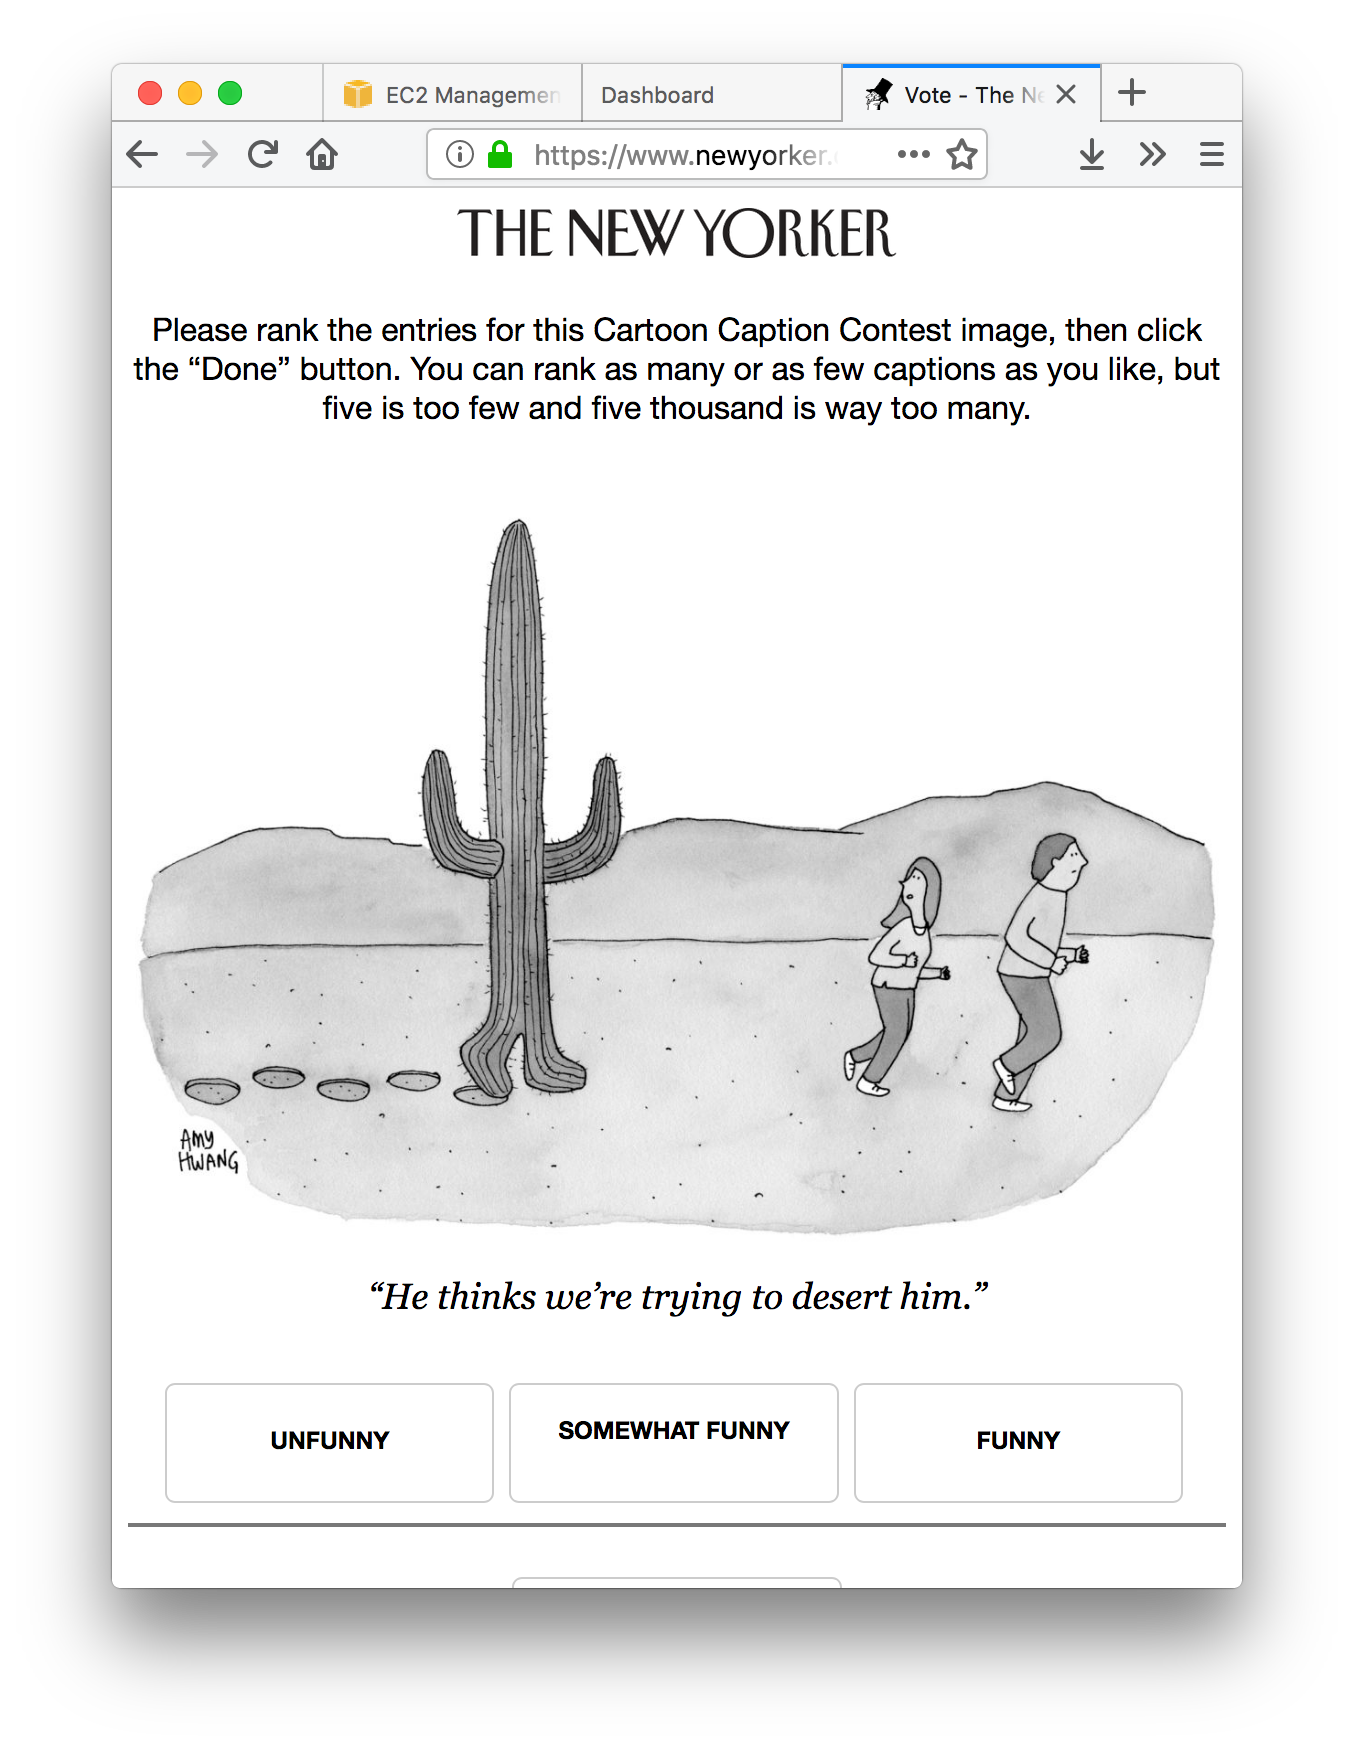 EC2 Managemen
Dashboard
Vote - The Ne
https://www.newyorker.
THE NEW YORKER
Please rank the entries for this Cartoon Caption Contest image, then click
the “Done” button. You can rank as many or as few captions as you like, but
five is too few and five thousand is way too many.
AMY
HWANG
“He thinks we’re trying to desert him.”
UNFUNNY
SOMEWHAT FUNNY
FUNNY